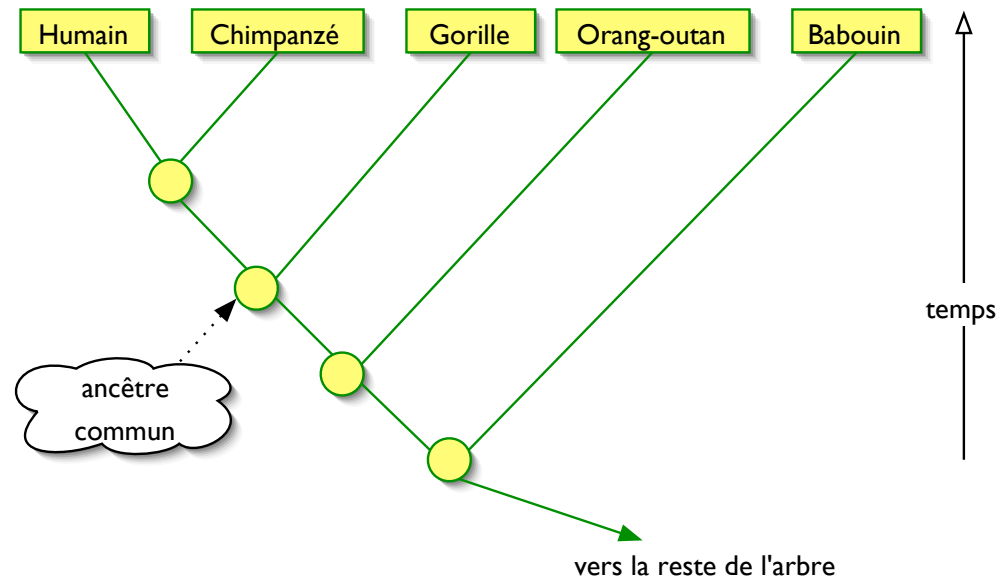 Humain
Chimpanzé
Gorille
Orang-outan
Babouin
temps
ancêtre
commun
vers la reste de l'arbre